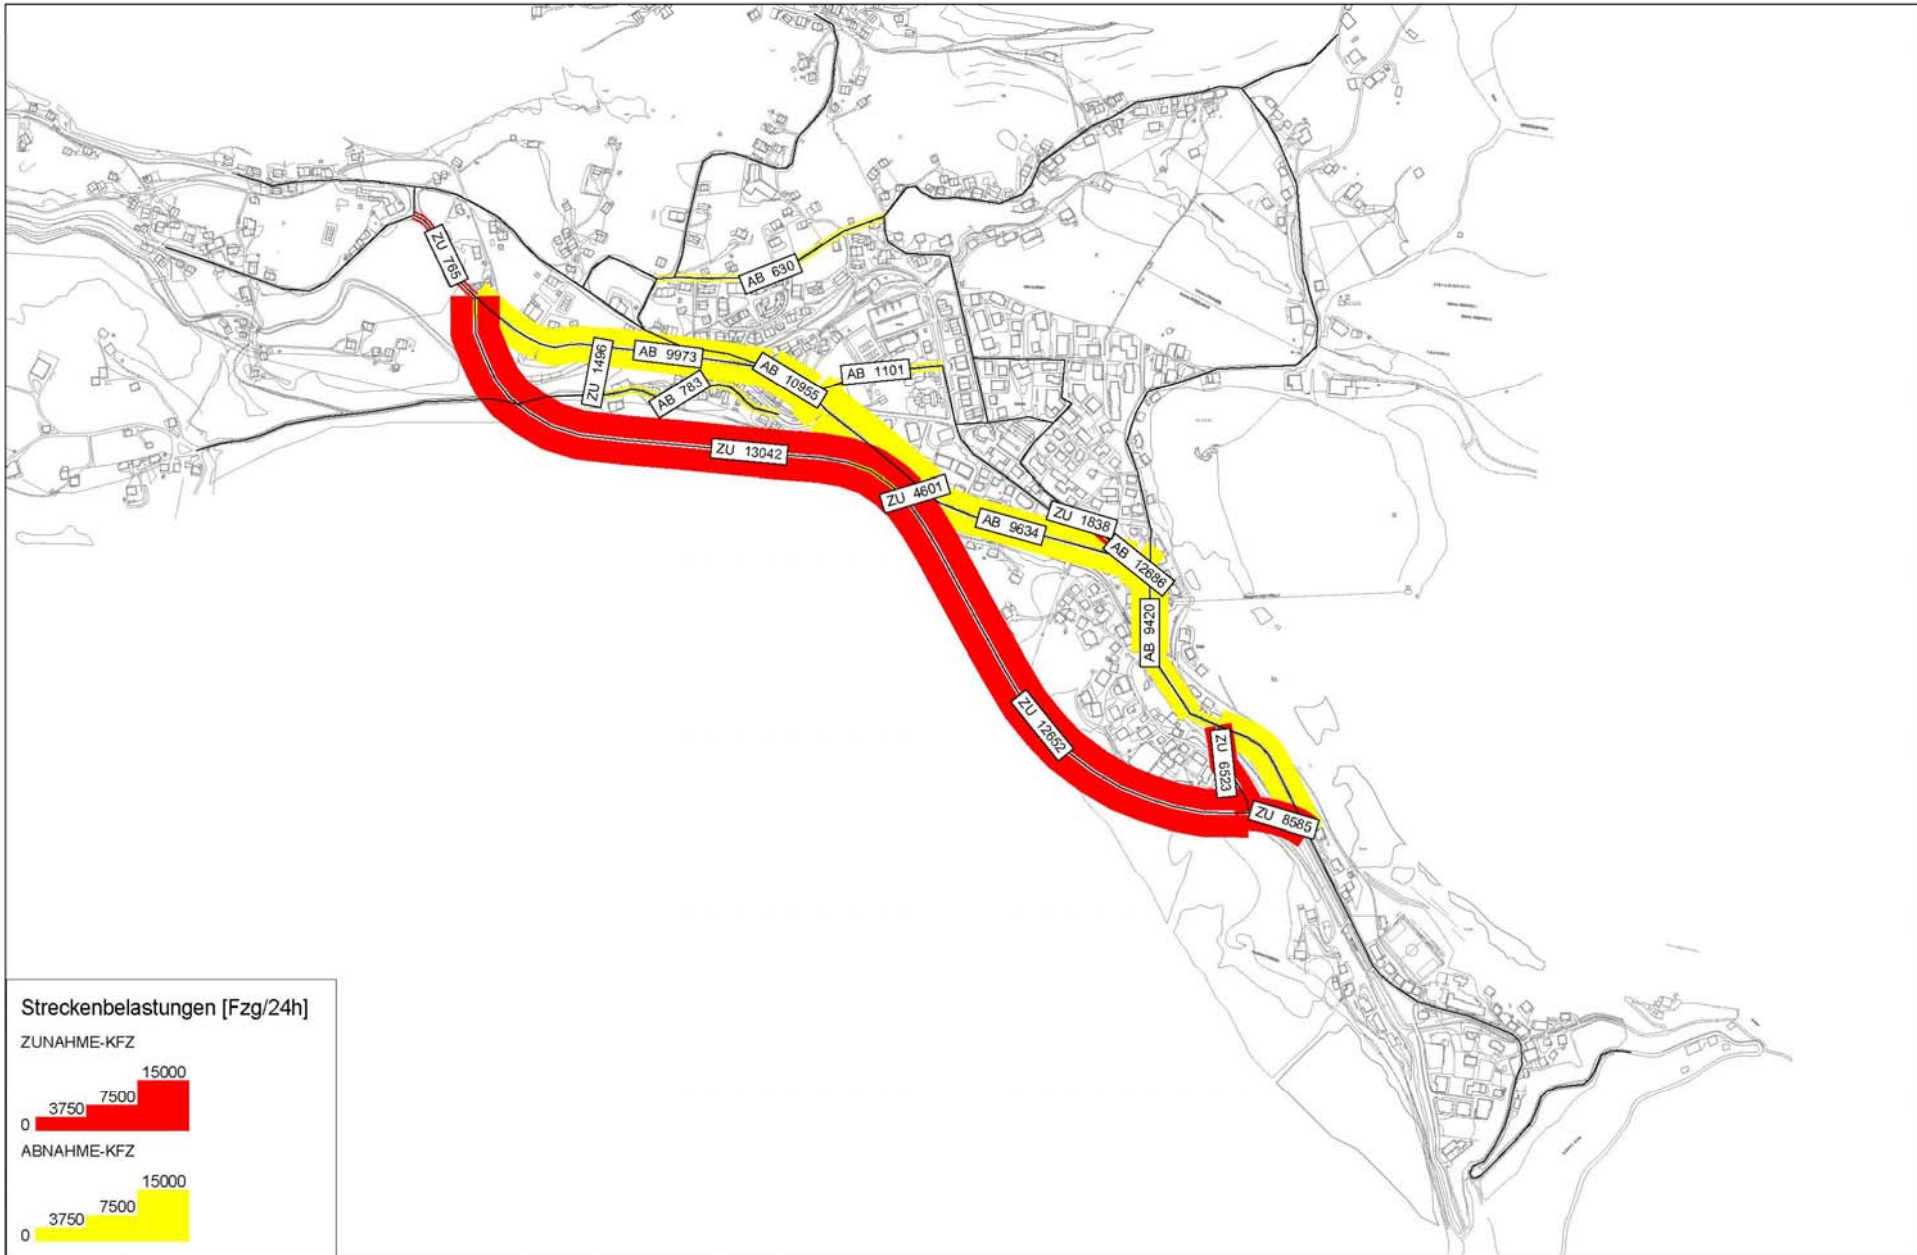 ZU 765
AB 630
AB 9973
ZU 1496
AB 783
AB 10955
AB 1101
ZU 13042
ZU 4601
AB 9634
ZU 1838
AB 12686
AB 9420
ZU 12652
ZU 6523
ZU 8585
Streckenbelastungen [Fzg/24h]
ZUNAHME-KFZ
15000
7500
3750
0
ABNAHME-KFZ
15000
7500
3750
0